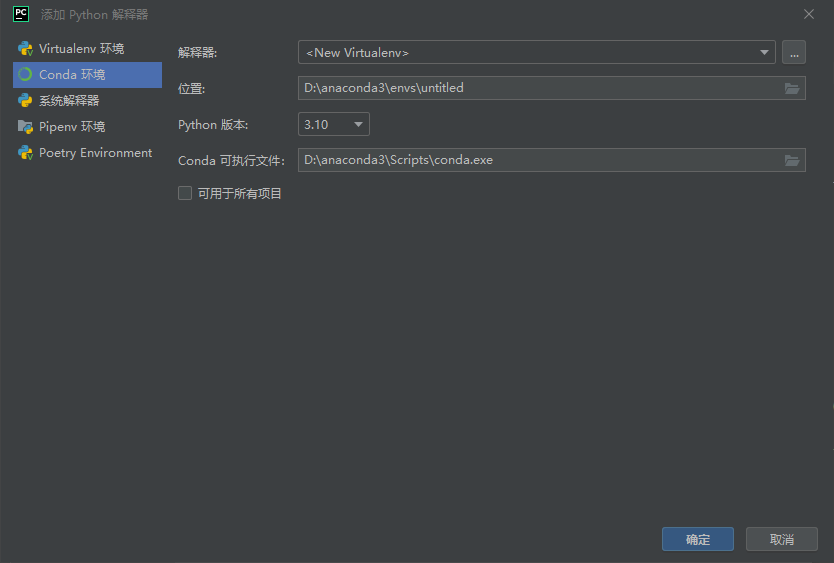 PC 添加 Python 解释器
Virtualenv 环境
Conda 环境
系统解释器
Pipenv 环境
Poetry Environment
解释器: <New Virtualenv> ...
位置: D:\anaconda3\envs\untitled
Python 版本: 3.10
Conda 可执行文件: D:\anaconda3\Scripts\conda.exe
可用于所有项目
确定 取消